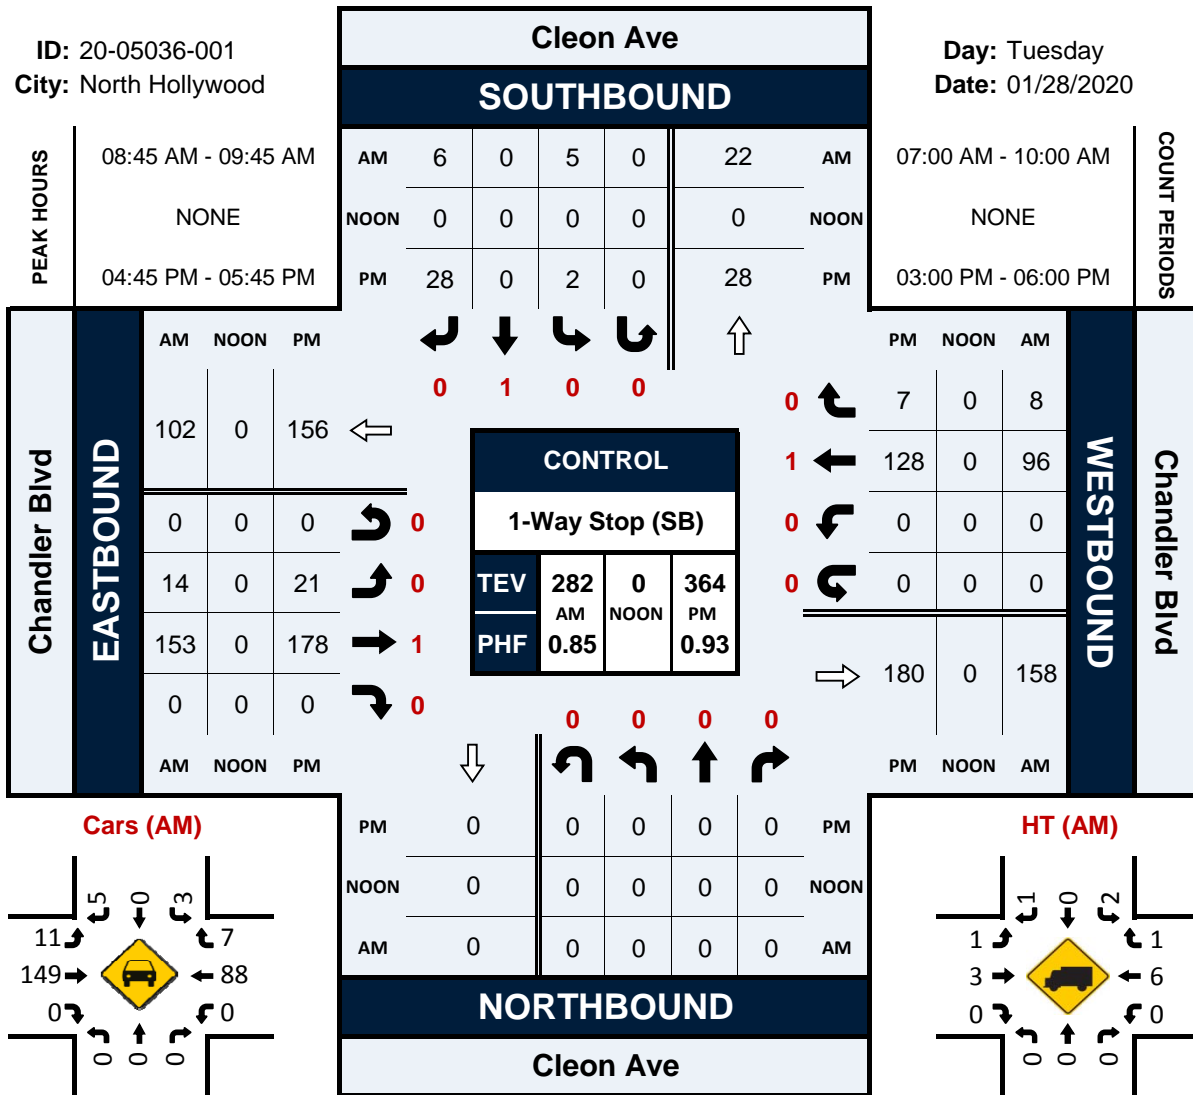 Cleon Ave
ID: 20-05036-001
Day: Tuesday
City: North Hollywood
Date: 01/28/2020
SOUTHBOUND
PEAK HOURS
08:45 AM - 09:45 AM
NONE
04:45 PM - 05:45 PM
AM 6 0 5 0 22 AM
NOON 0 0 0 0 0 NOON
PM 28 0 2 0 28 PM
07:00 AM - 10:00 AM
NONE
03:00 PM - 06:00 PM
COUNT PERIODS
0 1 0 0
Chandler Blvd
EASTBOUND
AM NOON PM
102 0 156
0 0 0 0
14 0 21 0
153 0 178 1
0 0 0 0
AM NOON PM
CONTROL
1-Way Stop (SB)
TEV 282 0 364
AM NOON PM
PHF 0.85 0.93
PM NOON AM
0 7 0 8
1 128 0 96
0 0 0 0
0 0 0 0
180 0 158
PM NOON AM
WESTBOUND
Chandler Blvd
0 0 0 0
PM 0 0 0 0 0 PM
NOON 0 0 0 0 0 NOON
AM 0 0 0 0 0 AM
NORTHBOUND
Cleon Ave
Cars (AM)
5 0 3
11 7
149 88
0 0
0 0 0
HT (AM)
1 0 2
1 1
3 6
0 0
0 0 0